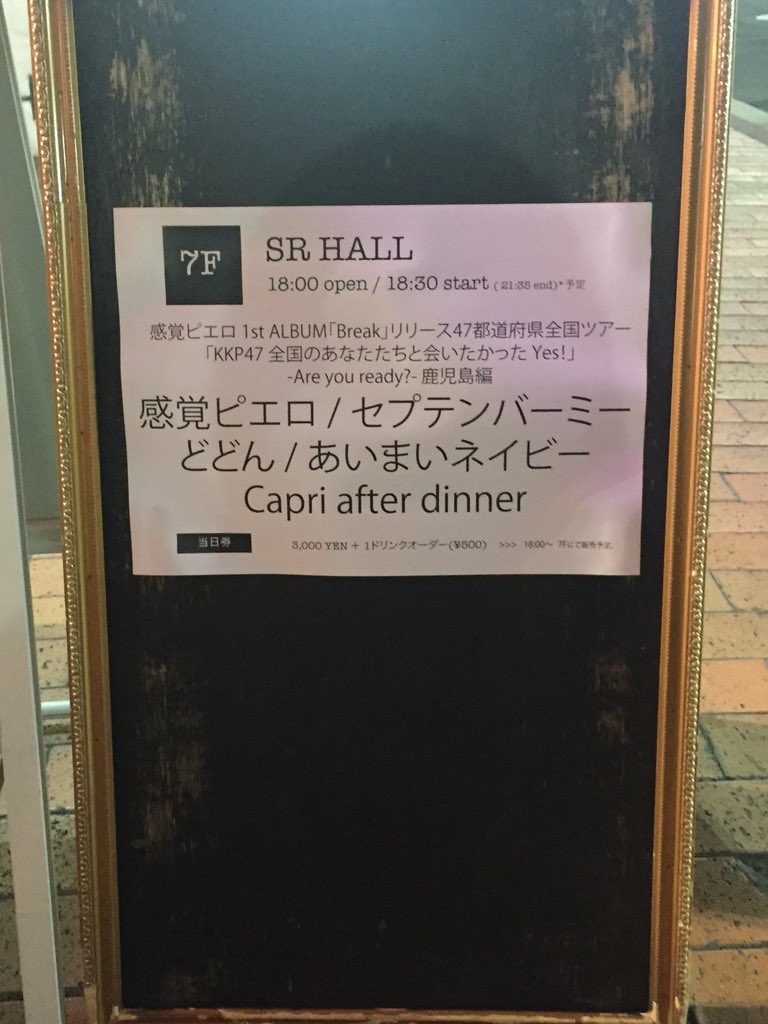 7F
SR HALL
18:00 open / 18:30 start ( 21:35 end)*予定
感覚ピエロ 1st ALBUM「Break」リリース47都道府県全国ツアー
「KKP47 全国のあなたたちと会いたかった Yes!」
-Are you ready?- 鹿児島編
感覚ピエロ / セプテンバーミー
どどん / あいまいネイビー
Capri after dinner
当日券 3,000 YEN + 1ドリンクオーダー(¥500) >>> 18:00〜 7Fにて販売予定。